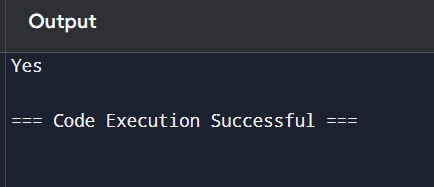 Output
Yes
=== Code Execution Successful ===